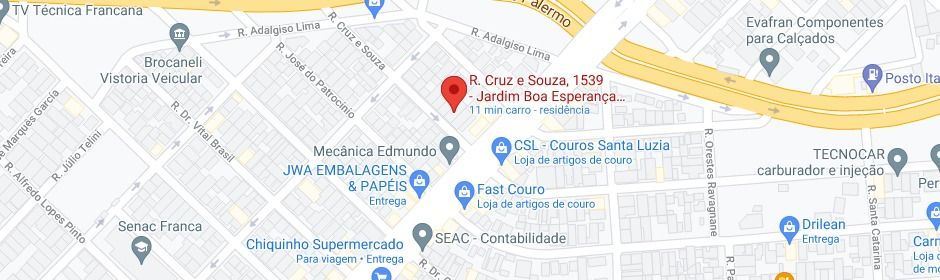 TV Técnica Francana
R. Adalgiso Lima
Palermo
Evafran Componentes
para Calçados
R. Cruz e Souza
R. Adalgiso Lima
Brocaneli
Vistoria Veicular
R. José do Patrocínio
R. Cruz e Souza, 1539
- Jardim Boa Esperança...
11 min carro - residência
Posto Ita
e Marquês Garcia
R. Júlio Telini
R. Dr. Vital Brasil
Mecânica Edmundo
CSL - Couros Santa Luzia
Loja de artigos de couro
R. Orestes Ravagnane
TECNOCAR
carburador e injeção
JWA EMBALAGENS
& PAPÉIS
Entrega
Fast Couro
Loja de artigos de couro
Per
R. Alfredo Lopes Pinto
Senac Franca
Drilean
Entrega
R. Santa Catarina
Chiquinho Supermercado
Para viagem • Entrega
SEAC - Contabilidade
Carm
de mo
R. Dr.
R. Pa